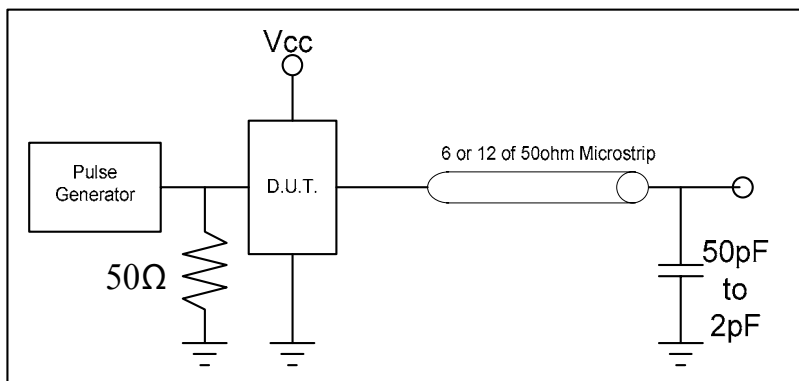 Vcc
6 or 12 of 50ohm Microstrip
Pulse
Generator
D.U.T.
50Ω
50pF
to
2pF